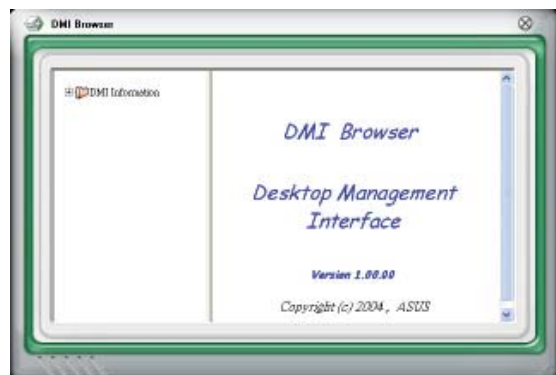 DMI Browser
DMI Information
DMI Browser
Desktop Management
Interface
Version 1.00.00
Copyright (c) 2004, ASUS